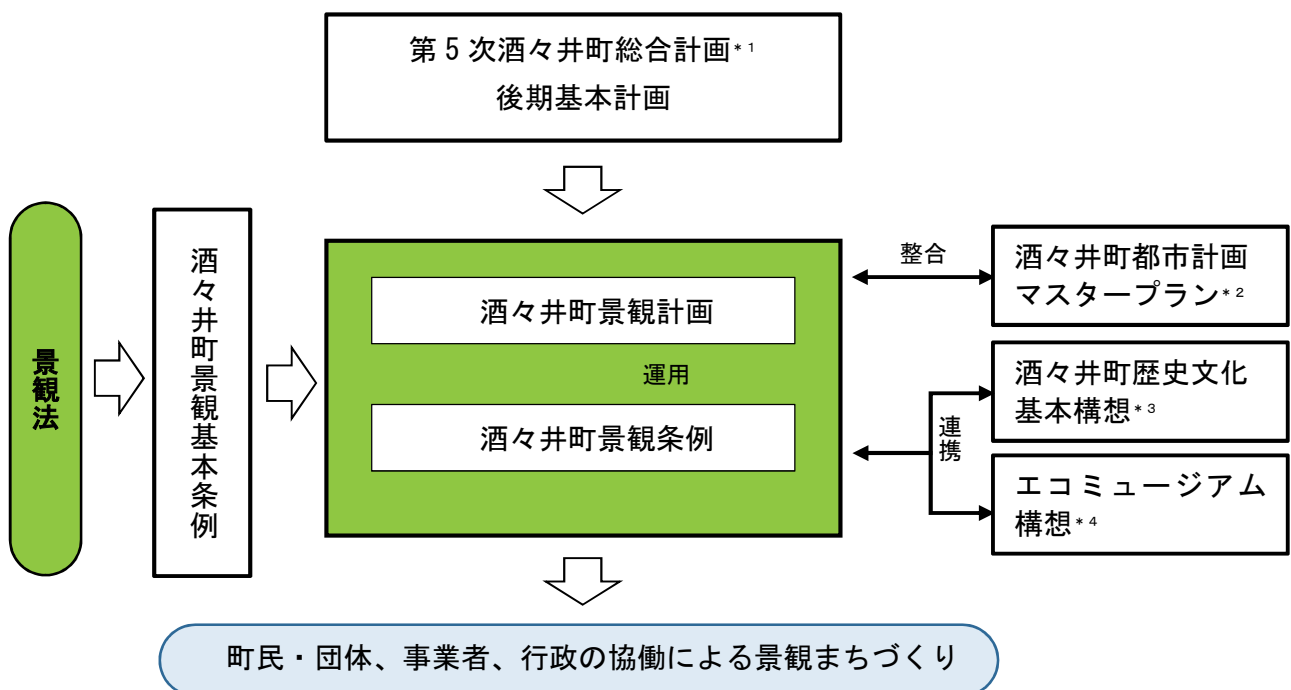 第5次酒々井町総合計画*1
後期基本計画
景観法
酒々井町景観基本条例
酒々井町景観計画
運用
酒々井町景観条例
整合
酒々井町都市計画
マスタープラン*2
連携
酒々井町歴史文化
基本構想*3
エコミュージアム
構想*4
町民・団体、事業者、行政の協働による景観まちづくり